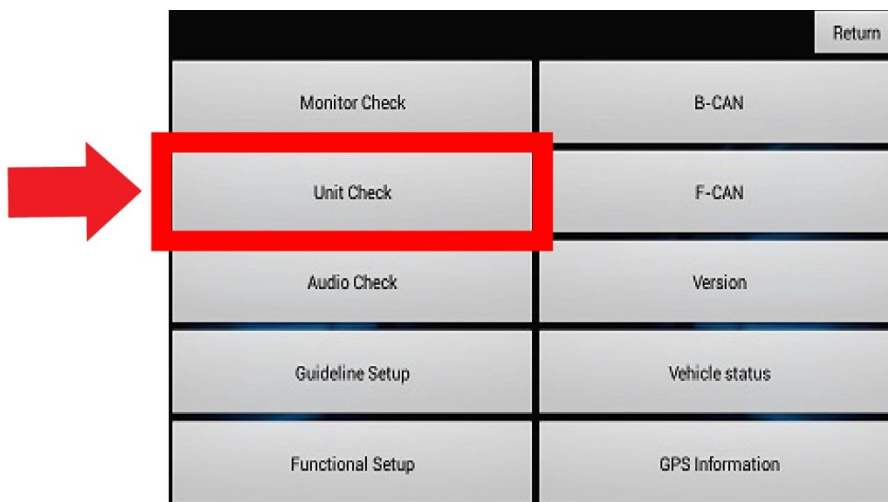 Return
Monitor Check
B-CAN
Unit Check
F-CAN
Audio Check
Version
Guideline Setup
Vehicle status
Functional Setup
GPS Information